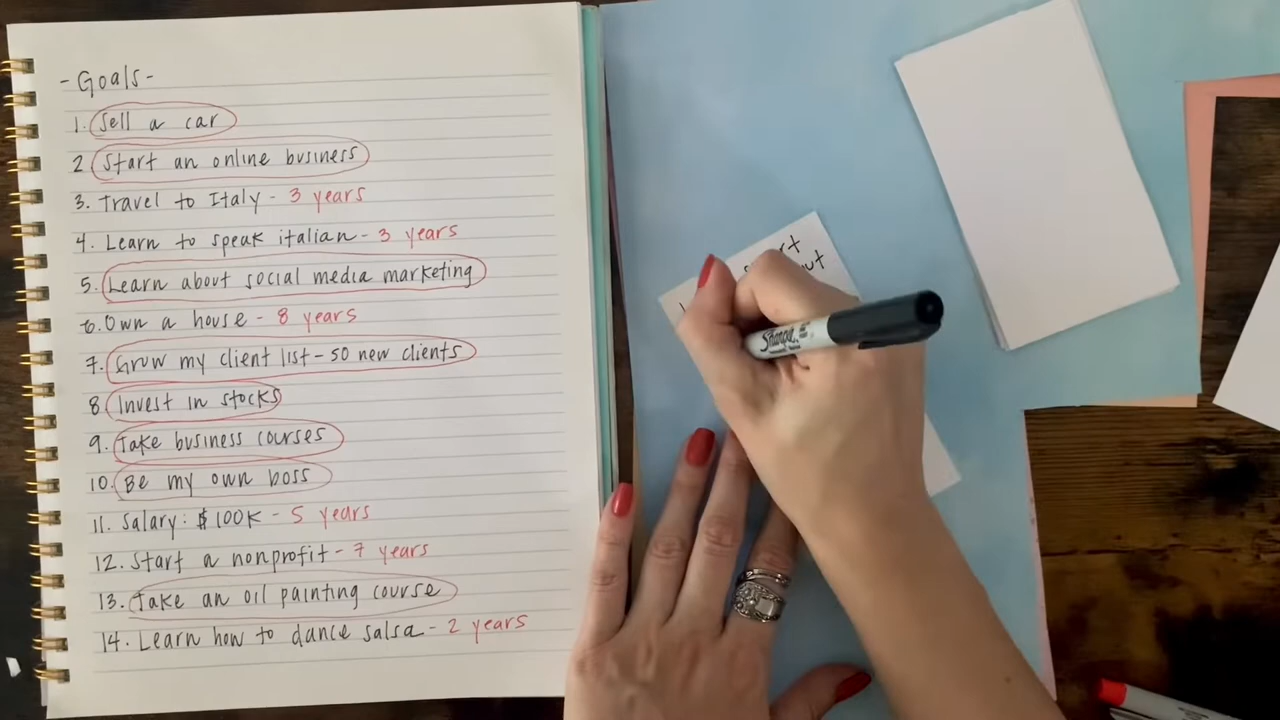 - Goals -
1. Sell a car
2 Start an online business
3. Travel to Italy - 3 years
4. Learn to speak italian - 3 years
5. Learn about social media marketing
6. Own a house - 8 years
7. Grow my client list - 50 new clients
8 Invest in stocks
9. Take business courses
10. Be my own boss
11. Salary: $100K - 5 years
12. Start a nonprofit - 7 years
13. Take an oil painting course
14. Learn how to dance salsa - 2 years
Sharpie